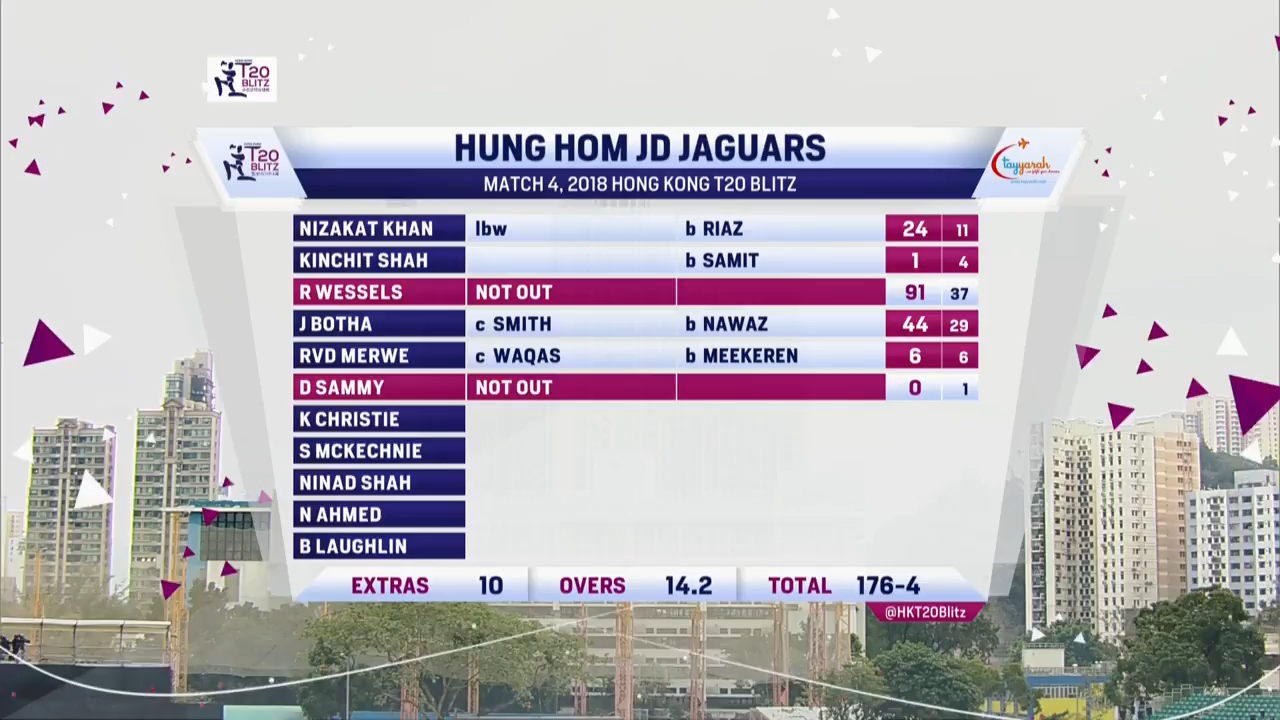 T20
BLITZ
T20
BLITZ
HUNG HOM JD JAGUARS
tayyarah
MATCH 4, 2018 HONG KONG T20 BLITZ
NIZAKAT KHAN lbw b RIAZ 24 11
KINCHIT SHAH b SAMIT 1 4
R WESSELS NOT OUT 91 37
J BOTHA c SMITH b NAWAZ 44 29
RVD MERWE c WAQAS b MEEKEREN 6 6
D SAMMY NOT OUT 0 1
K CHRISTIE
S MCKECHNIE
NINAD SHAH
N AHMED
B LAUGHLIN
EXTRAS 10 OVERS 14.2 TOTAL 176-4
@HKT20Blitz